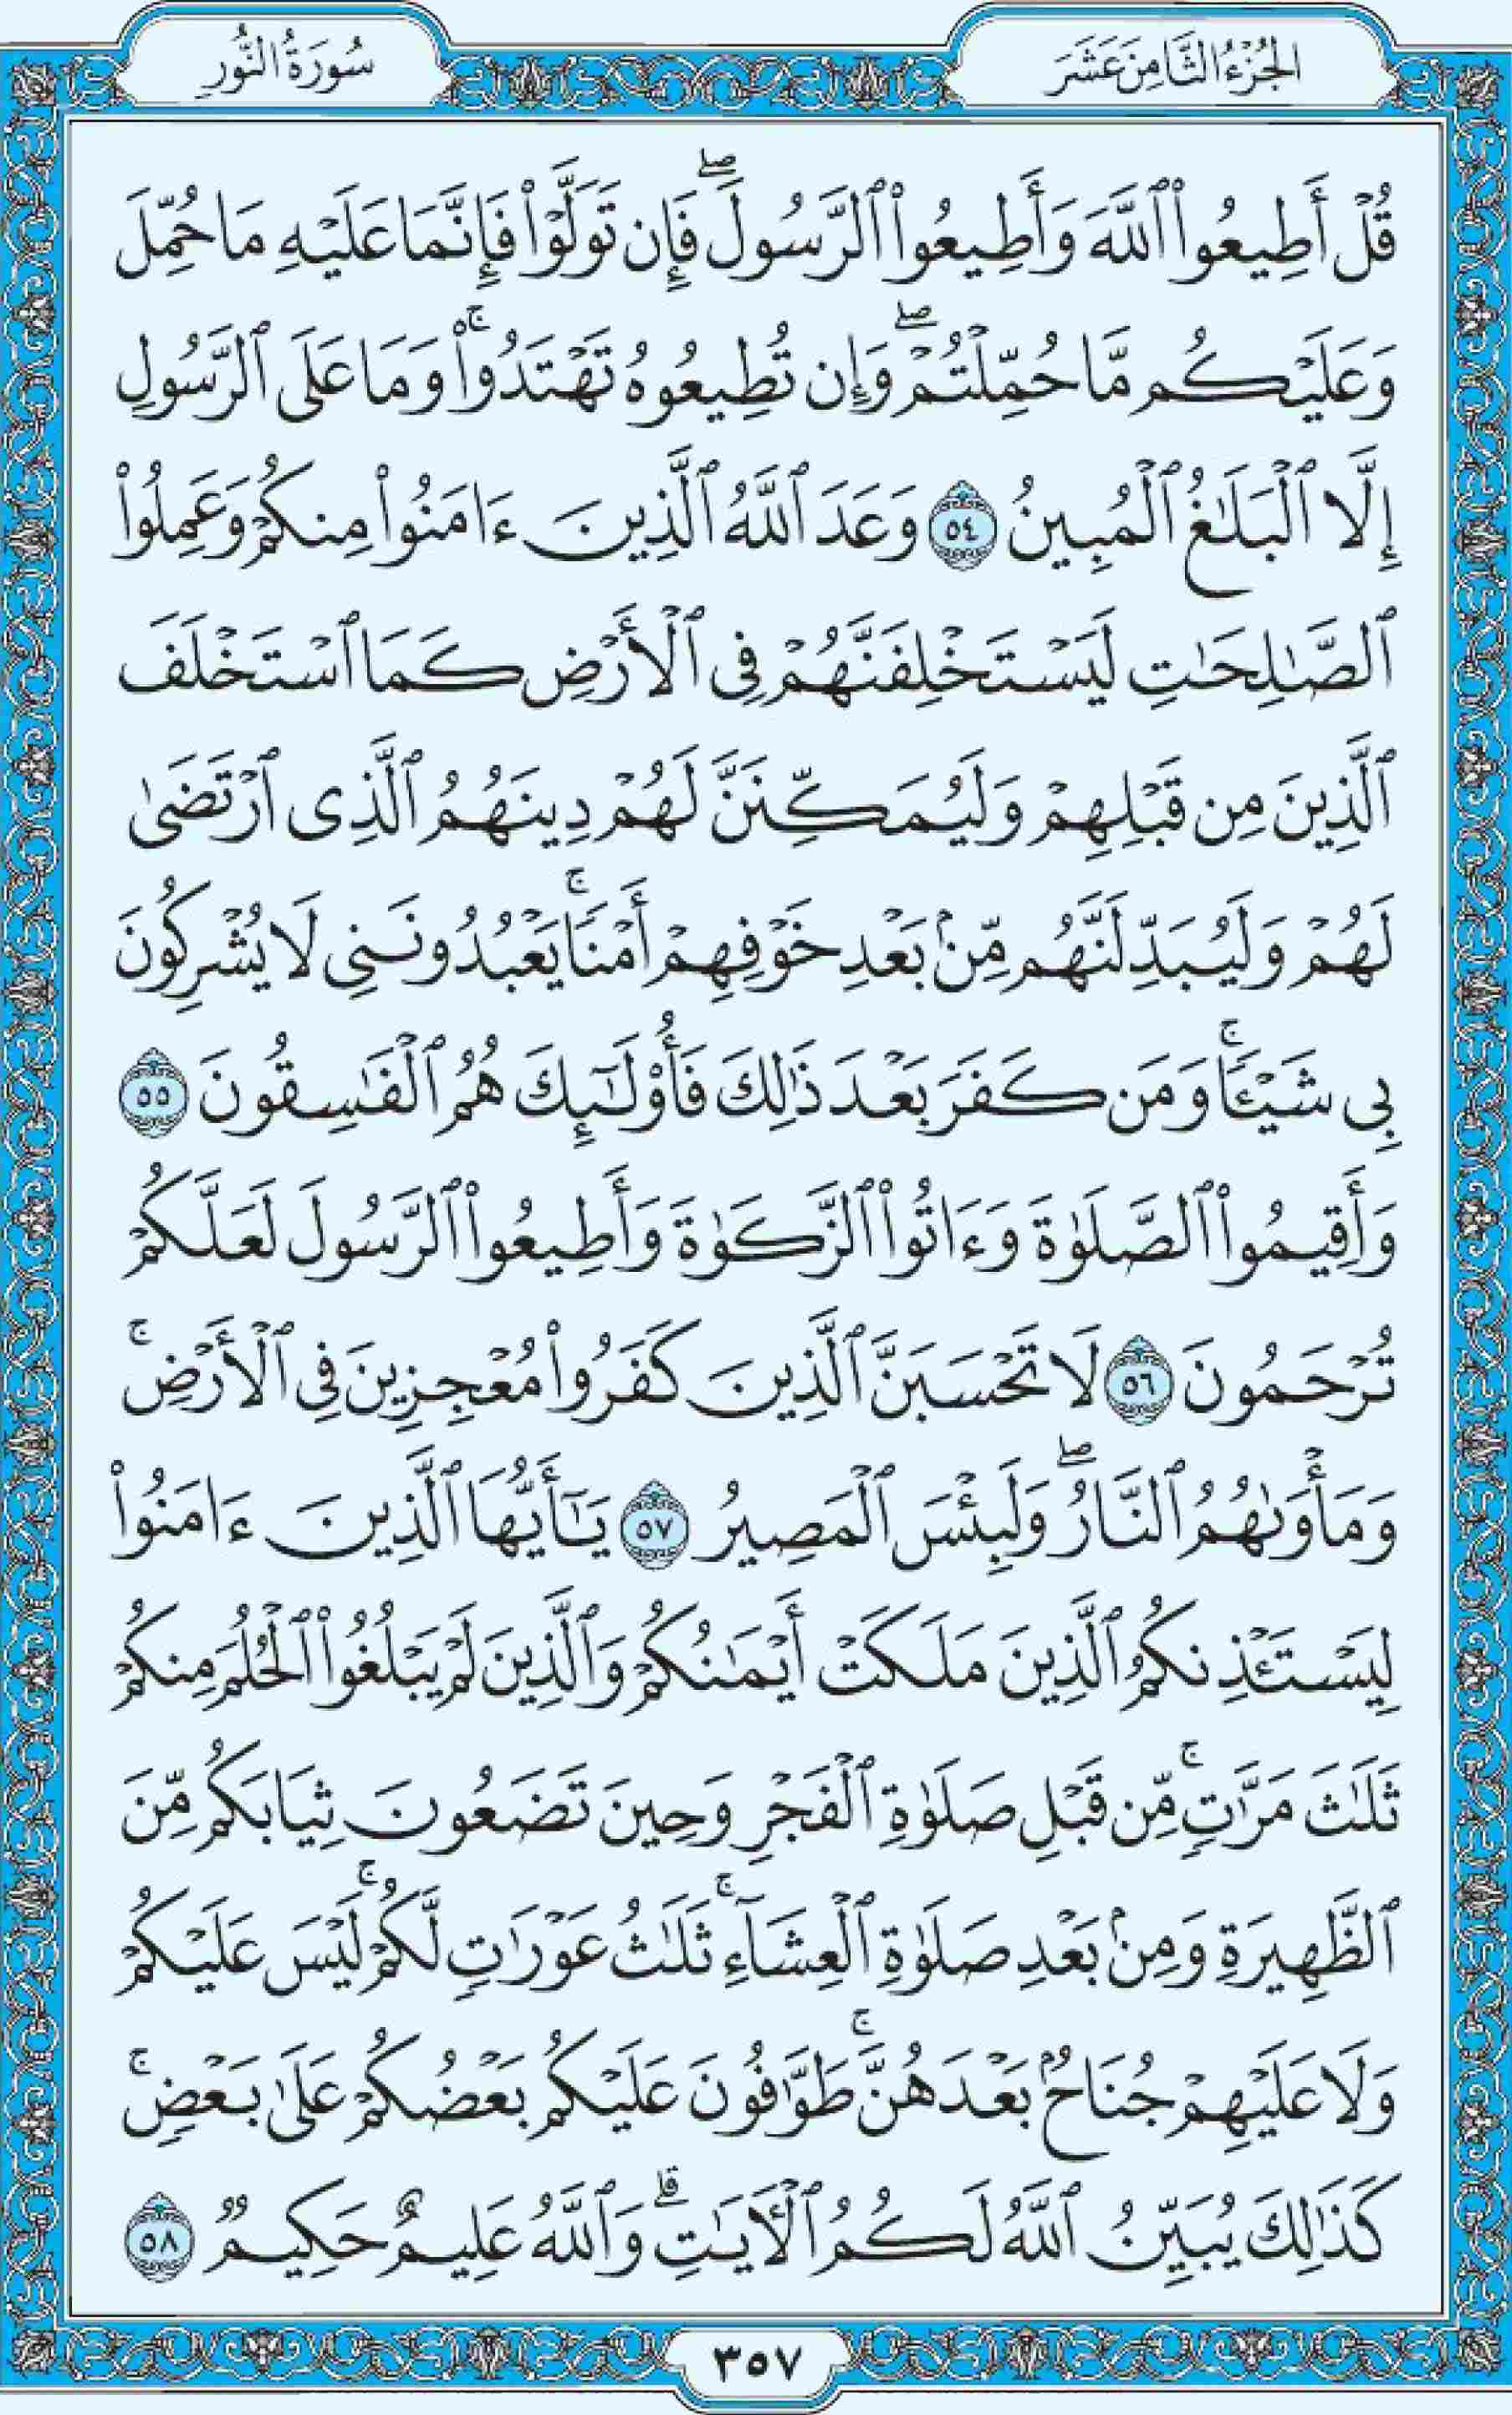 الجُزْءُ الثَّامِنَ عَشَرَ
سُورَةُ النُّورِ
قُلۡ أَطِيعُواْ ٱللَّهَ وَأَطِيعُواْ ٱلرَّسُولَۖ فَإِن تَوَلَّوۡاْ فَإِنَّمَا عَلَيۡهِ مَا حُمِّلَ
وَعَلَيۡكُم مَّا حُمِّلۡتُمۡۖ وَإِن تُطِيعُوهُ تَهۡتَدُواْۚ وَمَا عَلَى ٱلرَّسُولِ
إِلَّا ٱلۡبَلَٰغُ ٱلۡمُبِينُ ٥٤ وَعَدَ ٱللَّهُ ٱلَّذِينَ ءَامَنُواْ مِنكُمۡ وَعَمِلُواْ
ٱلصَّٰلِحَٰتِ لَيَسۡتَخۡلِفَنَّهُمۡ فِي ٱلۡأَرۡضِ كَمَا ٱسۡتَخۡلَفَ
ٱلَّذِينَ مِن قَبۡلِهِمۡ وَلَيُمَكِّنَنَّ لَهُمۡ دِينَهُمُ ٱلَّذِي ٱرۡتَضَىٰ
لَهُمۡ وَلَيُبَدِّلَنَّهُم مِّنۢ بَعۡدِ خَوۡفِهِمۡ أَمۡنٗاۚ يَعۡبُدُونَنِي لَا يُشۡرِكُونَ
بِي شَيۡـٔٗاۚ وَمَن كَفَرَ بَعۡدَ ذَٰلِكَ فَأُوْلَٰٓئِكَ هُمُ ٱلۡفَٰسِقُونَ ٥٥
وَأَقِيمُواْ ٱلصَّلَوٰةَ وَءَاتُواْ ٱلزَّكَوٰةَ وَأَطِيعُواْ ٱلرَّسُولَ لَعَلَّكُمۡ
تُرۡحَمُونَ ٥٦ لَا تَحۡسَبَنَّ ٱلَّذِينَ كَفَرُواْ مُعۡجِزِينَ فِي ٱلۡأَرۡضِۚ
وَمَأۡوَىٰهُمُ ٱلنَّارُۖ وَلَبِئۡسَ ٱلۡمَصِيرُ ٥٧ يَٰٓأَيُّهَا ٱلَّذِينَ ءَامَنُواْ
لِيَسۡتَـٔۡذِنكُمُ ٱلَّذِينَ مَلَكَتۡ أَيۡمَٰنُكُمۡ وَٱلَّذِينَ لَمۡ يَبۡلُغُواْ ٱلۡحُلُمَ مِنكُمۡ
ثَلَٰثَ مَرَّٰتٖۚ مِّن قَبۡلِ صَلَوٰةِ ٱلۡفَجۡرِ وَحِينَ تَضَعُونَ ثِيَابَكُم مِّنَ
ٱلظَّهِيرَةِ وَمِنۢ بَعۡدِ صَلَوٰةِ ٱلۡعِشَآءِۚ ثَلَٰثُ عَوۡرَٰتٖ لَّكُمۡۚ لَيۡسَ عَلَيۡكُمۡ
وَلَا عَلَيۡهِمۡ جُنَاحُۢ بَعۡدَهُنَّۚ طَوَّٰفُونَ عَلَيۡكُم بَعۡضُكُمۡ عَلَىٰ بَعۡضٖۚ
كَذَٰلِكَ يُبَيِّنُ ٱللَّهُ لَكُمُ ٱلۡأٓيَٰتِۗ وَٱللَّهُ عَلِيمٌ حَكِيمٞ ٥٨
٣٥٧